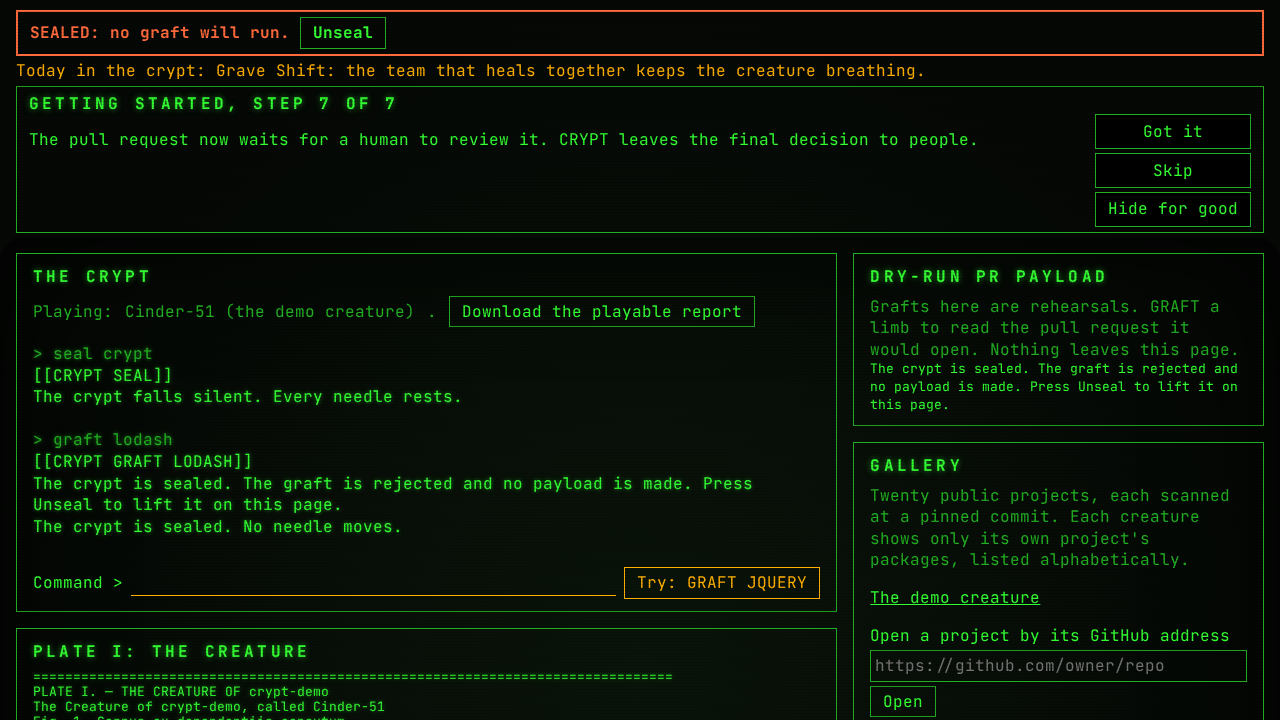 SEALED: no graft will run. Unseal
Today in the crypt: Grave Shift: the team that heals together keeps the creature breathing.
GETTING STARTED, STEP 7 OF 7
The pull request now waits for a human to review it. CRYPT leaves the final decision to people.
Got it
Skip
Hide for good
THE CRYPT
Playing: Cinder-51 (the demo creature) . Download the playable report
> seal crypt
[[CRYPT SEAL]]
The crypt falls silent. Every needle rests.
> graft lodash
[[CRYPT GRAFT LODASH]]
The crypt is sealed. The graft is rejected and no payload is made. Press
Unseal to lift it on this page.
The crypt is sealed. No needle moves.
Command > Try: GRAFT JQUERY
PLATE I: THE CREATURE
PLATE I. — THE CREATURE OF crypt-demo
The Creature of crypt-demo, called Cinder-51
DRY-RUN PR PAYLOAD
Grafts here are rehearsals. GRAFT a
limb to read the pull request it
would open. Nothing leaves this page.
The crypt is sealed. The graft is rejected and
no payload is made. Press Unseal to lift it on
this page.
GALLERY
Twenty public projects, each scanned
at a pinned commit. Each creature
shows only its own project's
packages, listed alphabetically.
The demo creature
Open a project by its GitHub address
https://github.com/owner/repo
Open